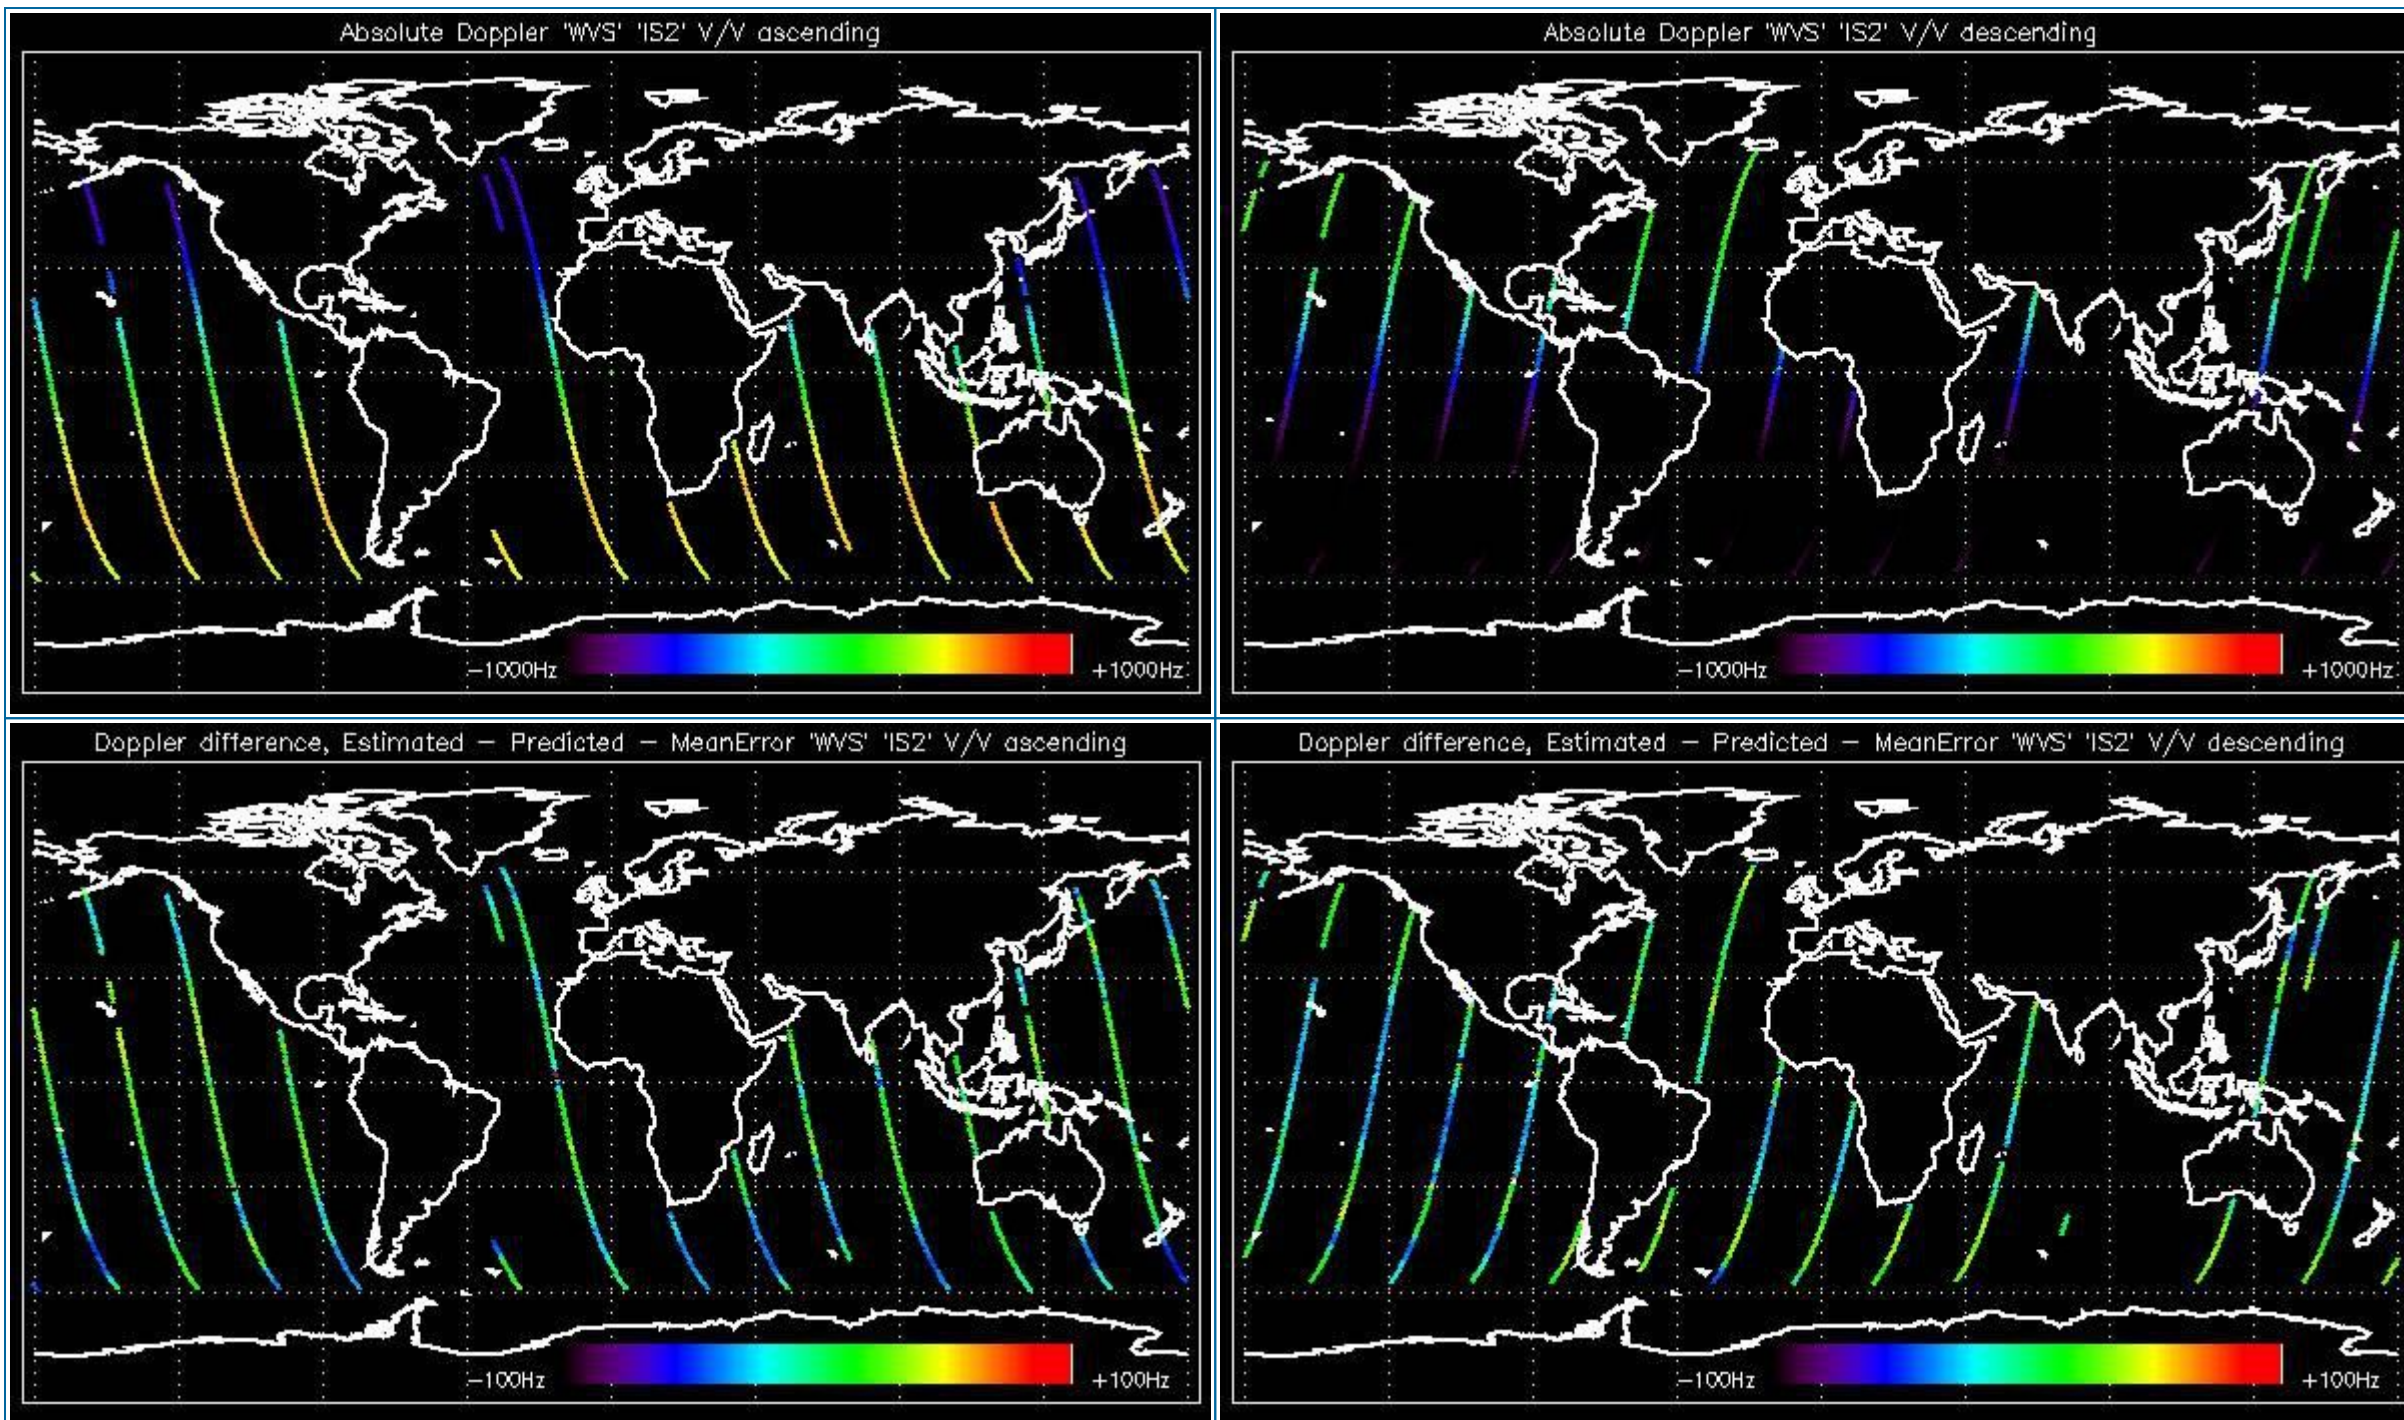 Absolute Doppler 'WVS' 'IS2' V/V ascending
-1000Hz
+1000Hz
Absolute Doppler 'WVS' 'IS2' V/V descending
-1000Hz
+1000Hz
Doppler difference, Estimated - Predicted - MeanError 'WVS' 'IS2' V/V ascending
-100Hz
+100Hz
Doppler difference, Estimated - Predicted - MeanError 'WVS' 'IS2' V/V descending
-100Hz
+100Hz